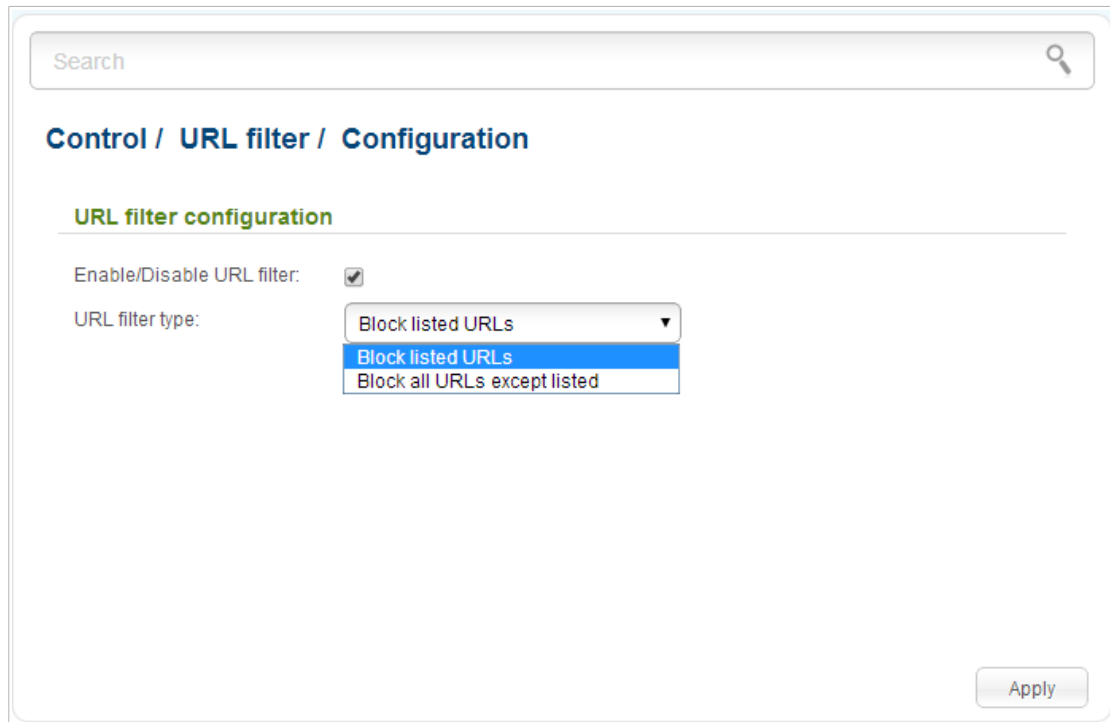 Search
Control / URL filter / Configuration
URL filter configuration
Enable/Disable URL filter:
URL filter type:
Block listed URLs
Block listed URLs
Block all URLs except listed
Apply